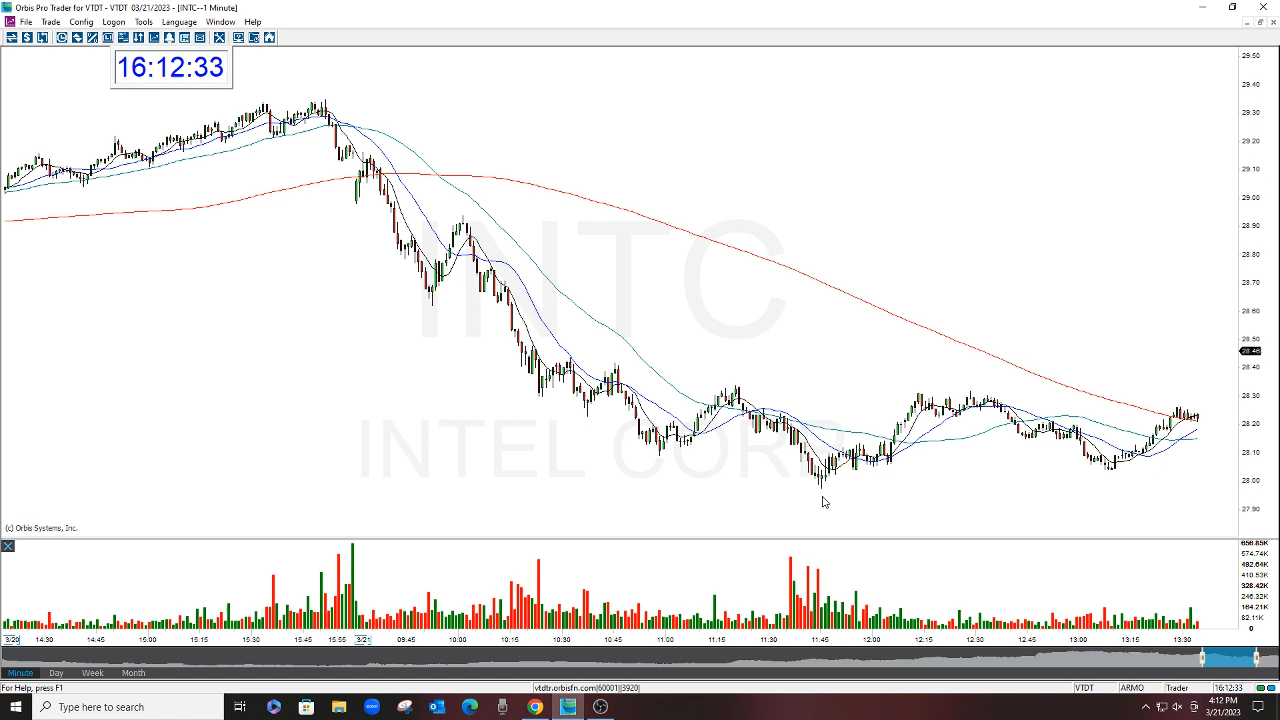 Orbis Pro Trader for VTDT - VTDT 03/21/2023 - [INTC--1 Minute]
File Trade Config Logon Tools Language Window Help
16:12:33
29.50
29.40
29.30
29.20
29.10
29.00
28.90
28.80
28.70
28.60
28.50
28.46
28.40
28.30
28.20
28.10
28.00
27.90
INTC
INTEL CORP
(c) Orbis Systems, Inc.
656.85K
574.74K
492.64K
410.53K
328.42K
246.32K
164.21K
82.11K
0
3/20 14:30 14:45 15:00 15:15 15:30 15:45 15:55 3/21 09:45 10:00 10:15 10:30 10:45 11:00 11:15 11:30 11:45 12:00 12:15 12:30 12:45 13:00 13:15 13:30
Minute Day Week Month
For Help, press F1 vtdtr.orbisfn.com|60001||3920| VTDT ARMO Trader 16:12:33
Type here to search
zoom
4:12 PM
3/21/2023